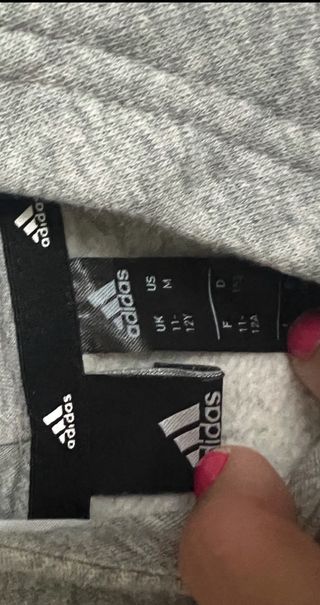 adidas
adidas
US
M
UK
11-
12Y
D
F
11-
12A
adidas
adidas